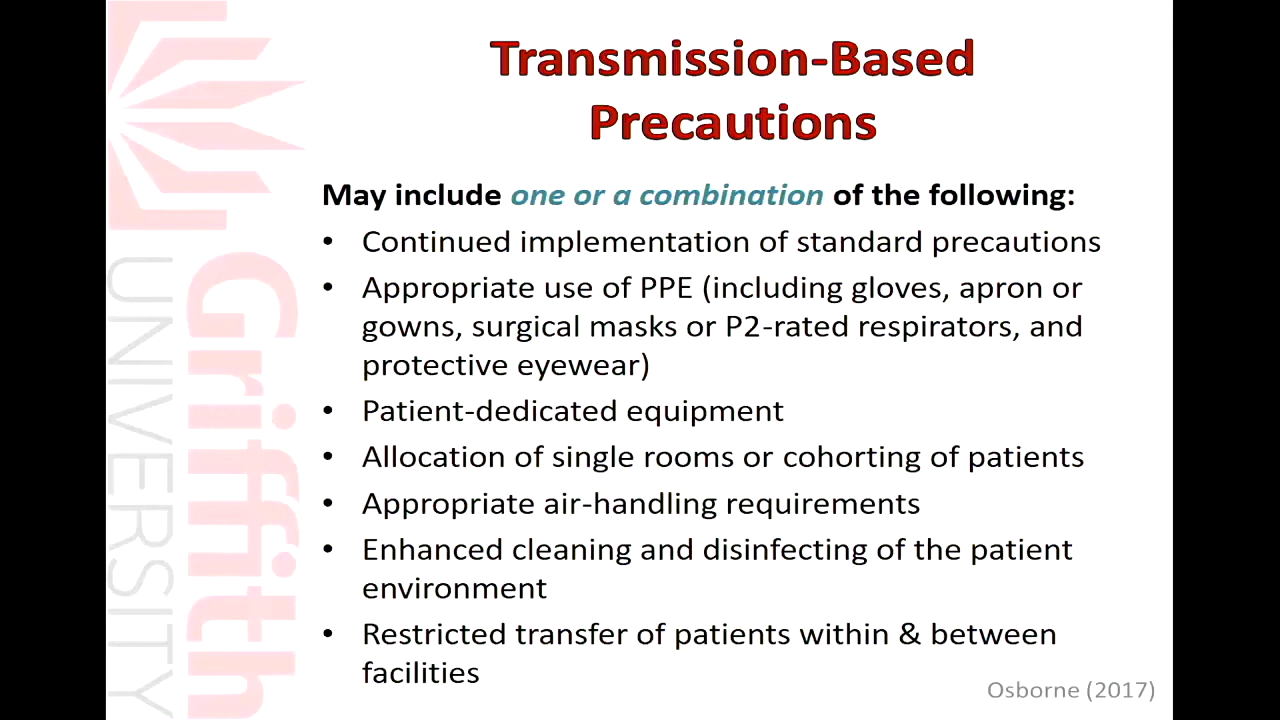 Transmission-Based
Precautions
May include one or a combination of the following:
• Continued implementation of standard precautions
• Appropriate use of PPE (including gloves, apron or
gowns, surgical masks or P2-rated respirators, and
protective eyewear)
• Patient-dedicated equipment
• Allocation of single rooms or cohorting of patients
• Appropriate air-handling requirements
• Enhanced cleaning and disinfecting of the patient
environment
• Restricted transfer of patients within & between
facilities
Osborne (2017)
Griffith
UNIVERSITY